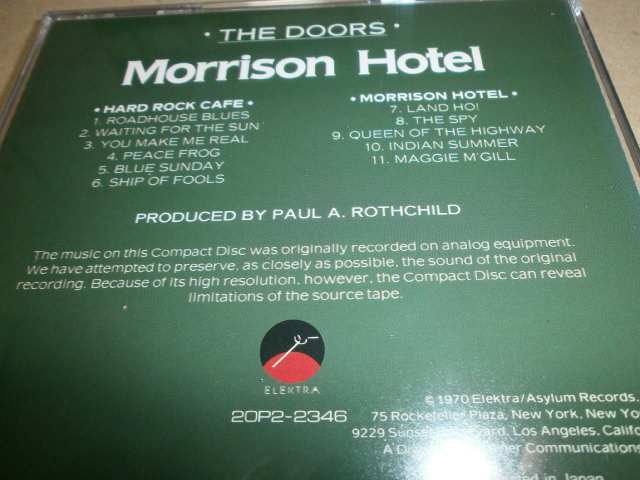 • THE DOORS •
Morrison Hotel
• HARD ROCK CAFE •
1. ROADHOUSE BLUES
2. WAITING FOR THE SUN
3. YOU MAKE ME REAL
4. PEACE FROG
5. BLUE SUNDAY
6. SHIP OF FOOLS
• MORRISON HOTEL •
7. LAND HO!
8. THE SPY
9. QUEEN OF THE HIGHWAY
10. INDIAN SUMMER
11. MAGGIE M'GILL
PRODUCED BY PAUL A. ROTHCHILD
The music on this Compact Disc was originally recorded on analog equipment.
We have attempted to preserve, as closely as possible, the sound of the original
recording. Because of its high resolution, however, the Compact Disc can reveal
limitations of the source tape.
ELEKTRA
20P2-2346
© 1970 Elektra/Asylum Records.
75 Rockefeller Plaza, New York, New
9229 Sunset Boulevard, Los Angeles,
A Communications
in Japan